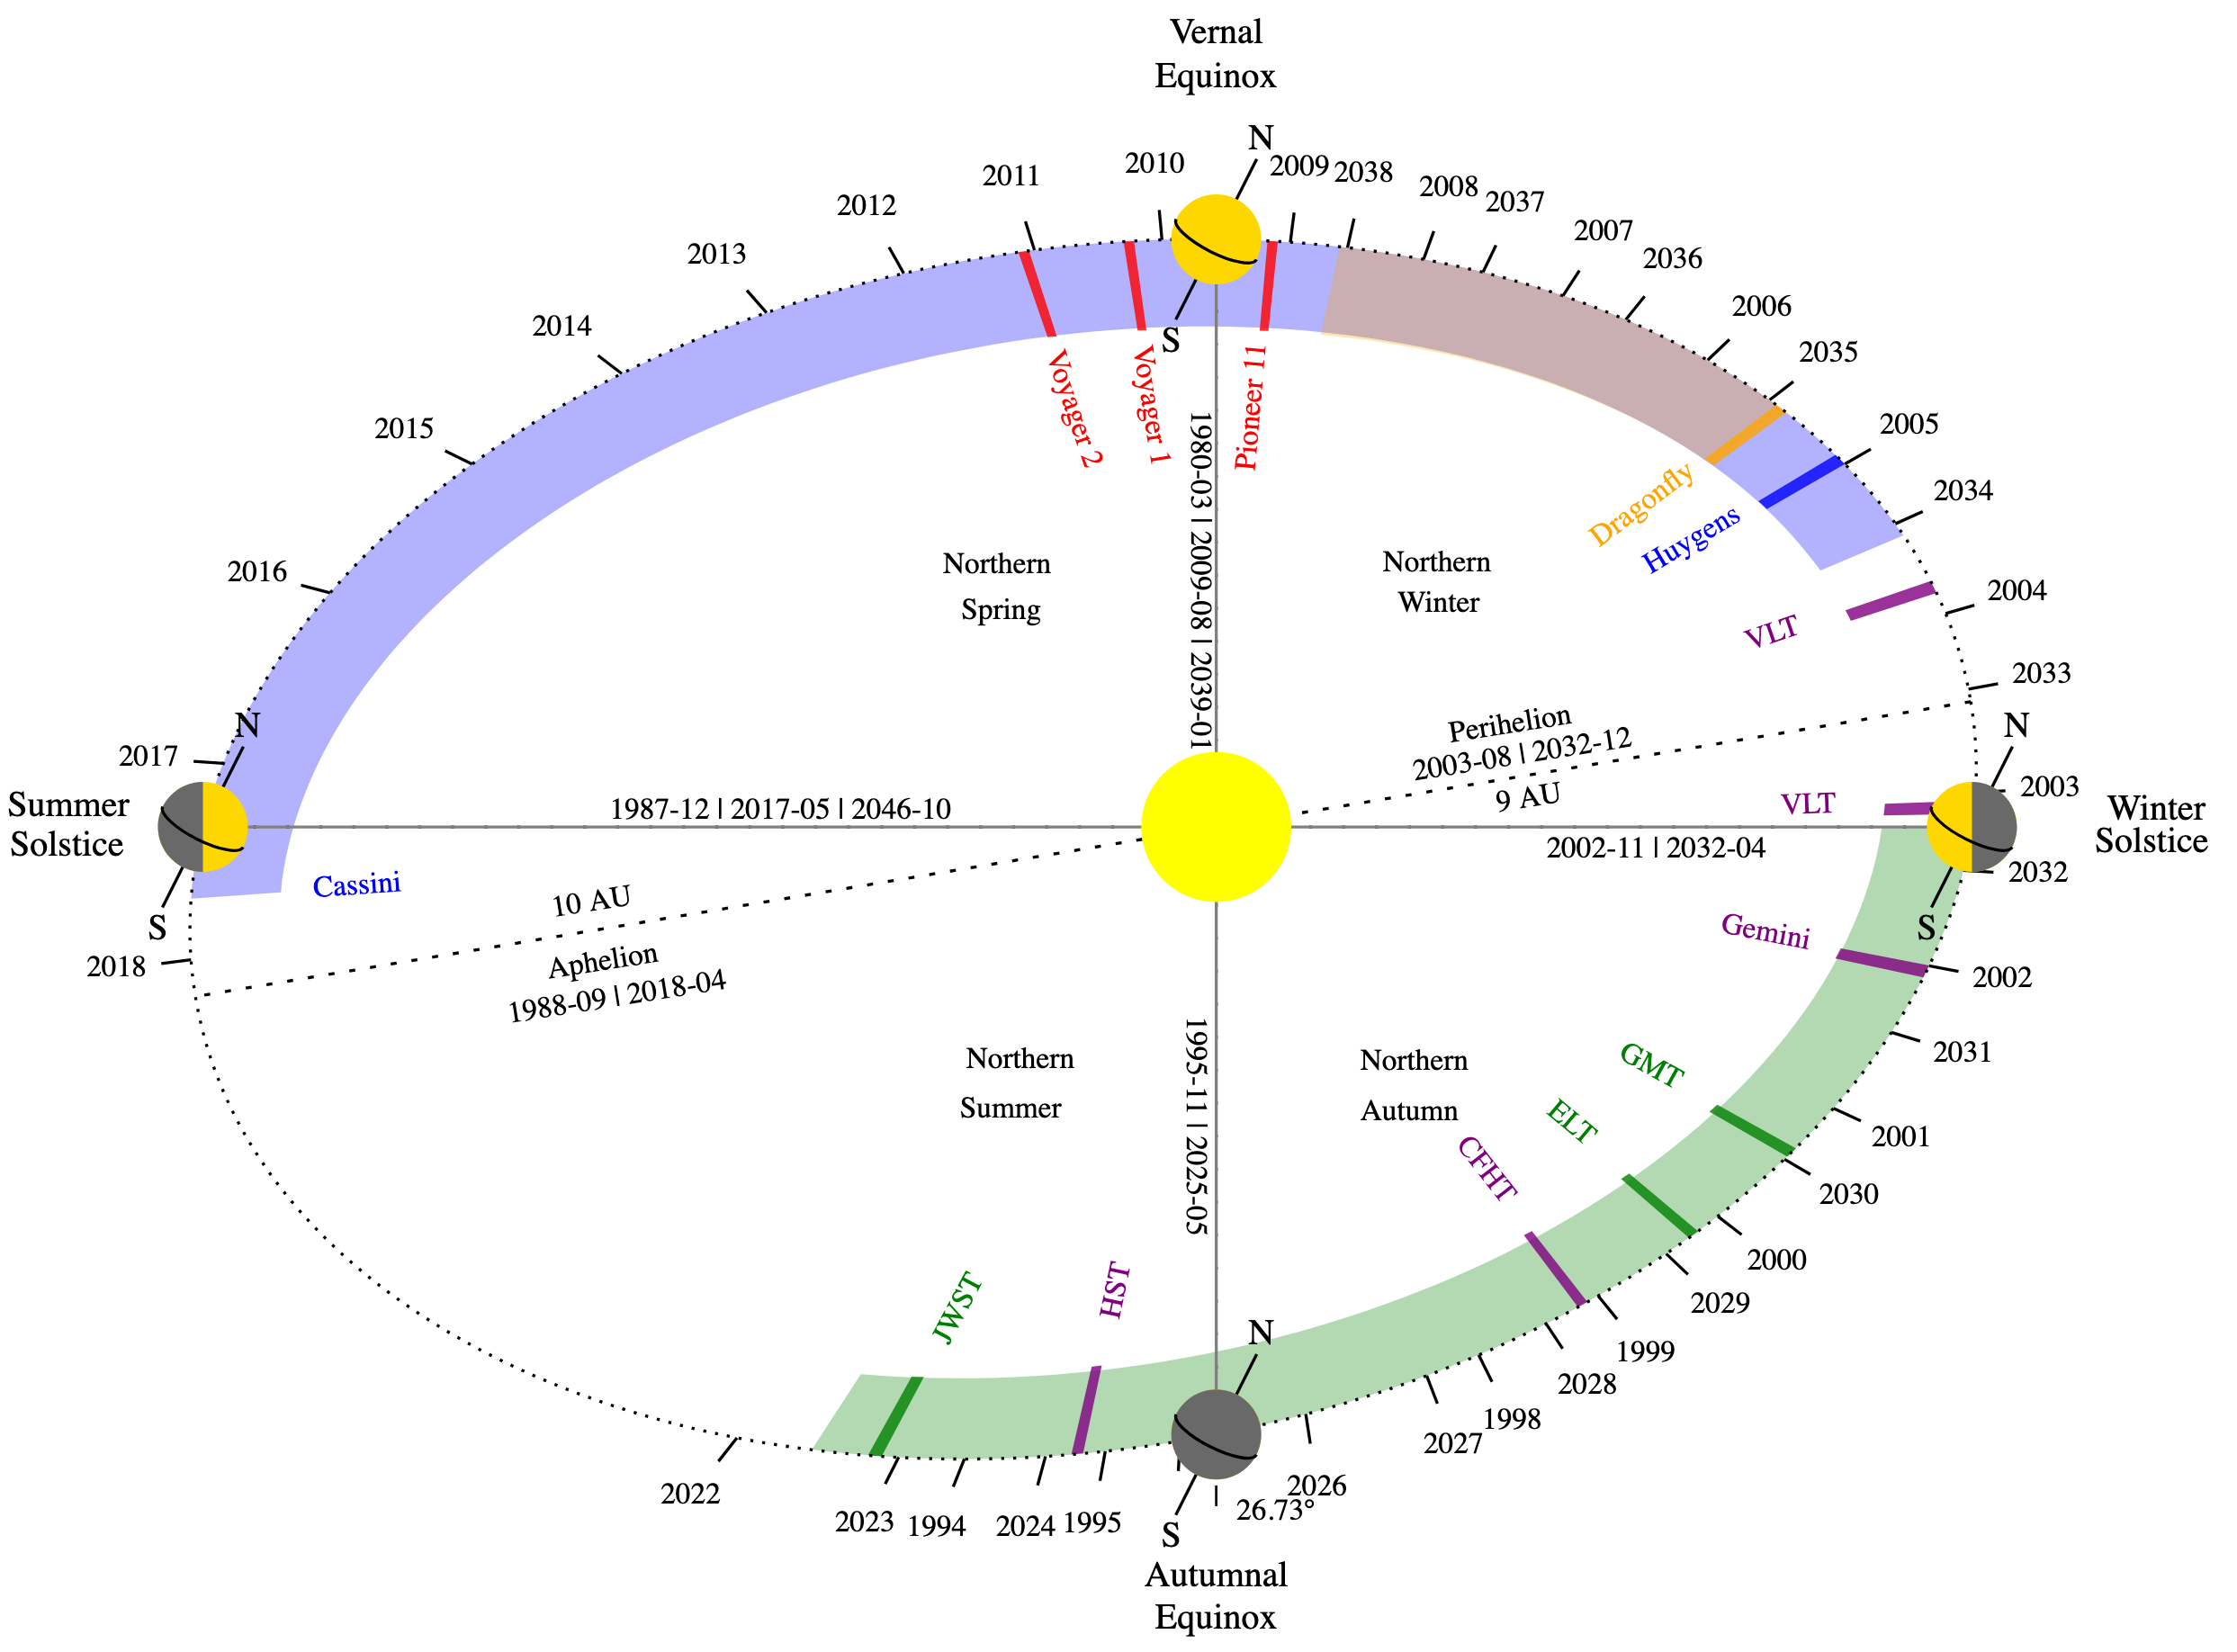 Vernal
Equinox
N
2009
2038
2010
2008
2011
2037
2012
2007
2013
2036
2006
2014
2035
2015
2005
2034
2016
2004
2033
2017
2018
S
Voyager 2
Voyager 1
Pioneer 11
1980-03 | 2009-08 | 2039-01
Dragonfly
Huygens
VLT
Northern
Spring
Northern
Winter
Perihelion
2003-08 | 2032-12
9 AU
N
Summer
Solstice
S
1987-12 | 2017-05 | 2046-10
Cassini
10 AU
Aphelion
1988-09 | 2018-04
VLT
2002-11 | 2032-04
N
2003
Winter
Solstice
2032
S
Gemini
2002
2031
GMT
2001
ELT
2030
CFHT
2000
2029
1999
2028
1998
2027
2026
Northern
Summer
Northern
Autumn
1995-11 | 2025-05
JWST
HST
N
2022
2023
1994
2024
1995
26.73°
S
Autumnal
Equinox